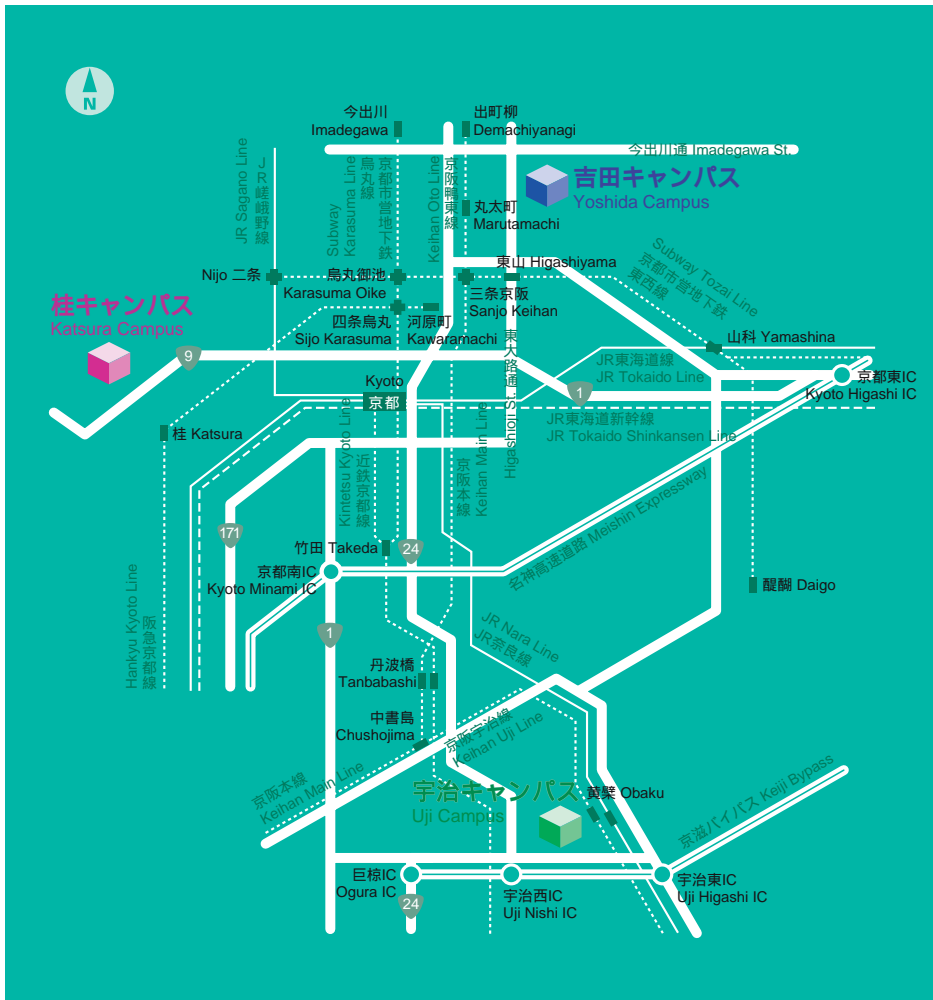 N
今出川
Imadegawa
出町柳
Demachiyanagi
今出川通 Imadegawa St.
JR Sagano Line
ＪＲ嵯峨野線
Subway
Karasuma Line
京都市営地下鉄
烏丸線
Keihan Oto Line
京阪鴨東線
吉田キャンパス
Yoshida Campus
丸太町
Marutamachi
Subway Tozai Line
京都市営地下鉄
東西線
Nijo 二条
烏丸御池
Karasuma Oike
東山 Higashiyama
三条京阪
Sanjo Keihan
桂キャンパス
Katsura Campus
四条烏丸
Sijo Karasuma
河原町
Kawaramachi
山科 Yamashina
9
東大路通
Higashioji St.
JR東海道線
JR Tokaido Line
京都東IC
Kyoto Higashi IC
1
Kyoto
京都
JR東海道新幹線
JR Tokaido Shinkansen Line
桂 Katsura
Kintetsu Kyoto Line
近鉄京都線
京阪本線
Keihan Main Line
171
竹田 Takeda
24
名神高速道路 Meishin Expressway
京都南IC
Kyoto Minami IC
醍醐 Daigo
1
Hankyu Kyoto Line
阪急京都線
JR Nara Line
JR奈良線
丹波橋
Tanbabashi
中書島
Chushojima
京阪宇治線
Keihan Uji Line
京阪本線
Keihan Main Line
宇治キャンパス
Uji Campus
黄檗 Obaku
京滋バイパス Keiji Bypass
巨椋IC
Ogura IC
宇治西IC
Uji Nishi IC
宇治東IC
Uji Higashi IC
24